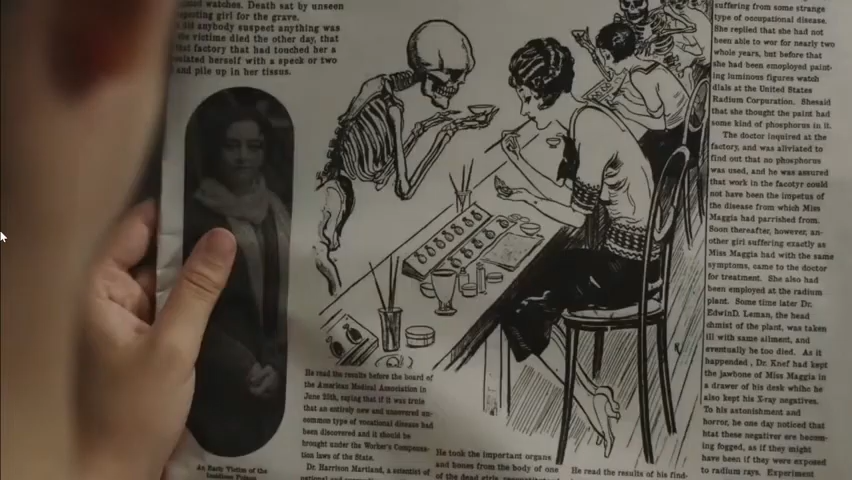 watches. Death sat by unseen
girl for the grave.
anybody suspect anything was
victime died the other day, that
factory that had touched her a
herself with a speck or two
and pile up in her tissue.
An Early Victims of the
He read the results before the board of
the American Medical Association in
June 25th, saying that if it was
that an entirely new and uncovered un-
common type of vocational disease had
been discovered and it should be
brought under the Worker's Compensa-
tion laws of the State.
Dr. Harrison Martland, a scientist of
He took the important organs
and bones from the body of one
of the dead
He read the results of his find-
suffering from some strange
type of occupational disease.
She replied that she had not
been able to wor for nearly two
whole years, but before that
she had been emoployed paint-
ing luminous figures watch
dials at the United States
Radium Corporation. Shesaid
that she thought the paint had
some kind of phosphorus in it.
The doctor inquired at the
factory, and was aliviated to
find out that no phosphorus
was used, and he was assured
that work in the facotyr could
not have been the impetus of
the disease from which Miss
Maggia had parrished from.
Soon thereafter, however, an-
other girl suffering exactly as
Miss Maggia had with the same
symptoms, came to the doctor
for treatment. She also had
been employed at the radium
plant. Some time later Dr.
EdwinD. Leman, the head
chmist of the plant, was taken
ill with same ailment, and
eventually he too died. As it
happended , Dr. Knef had kept
the jawbone of Miss Maggia in
a drawer of his desk whihc he
also kept his X-ray negatives.
To his astonishment and
horror, he one day noticed that
htat these negativer are becom-
ing fogged, as if they might
have been if they were exposed
to radium rays. Experiment